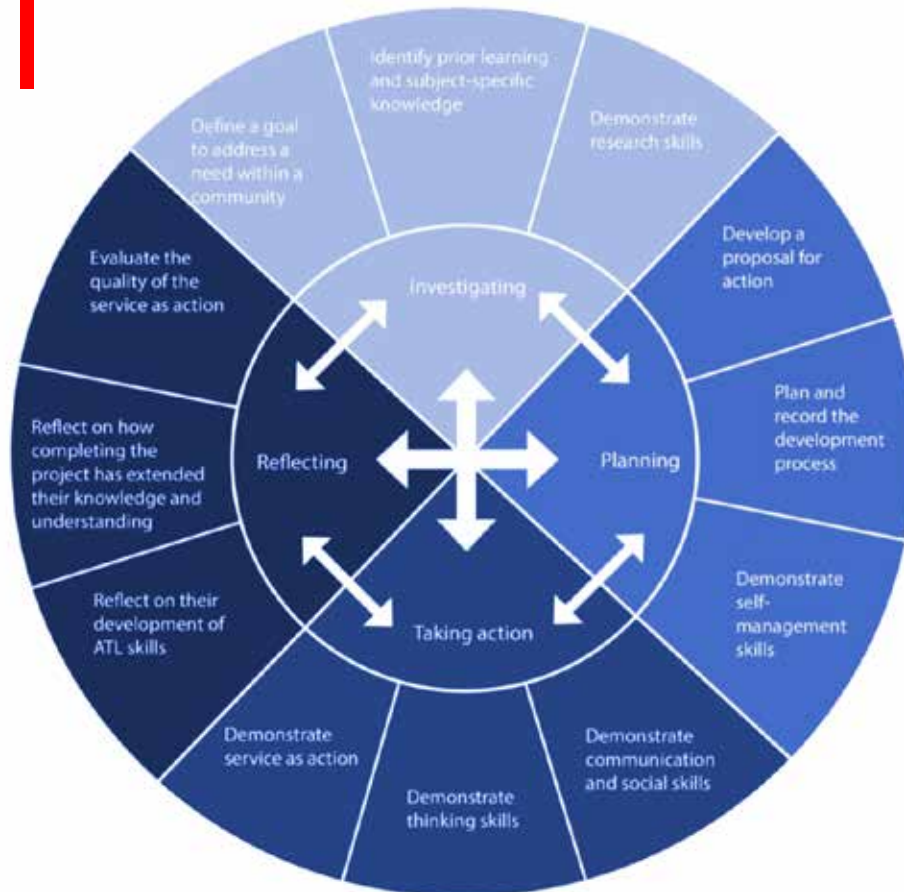 Define a goal
to address a
need within a
community
Identify prior learning
and subject-specific
knowledge
Demonstrate
research skills
Develop a
proposal for
action
Plan and
record the
development
process
Demonstrate
self-
management
skills
Demonstrate
communication
and social skills
Demonstrate
thinking skills
Demonstrate
service as action
Reflect on their
development of
ATL skills
Reflect on how
completing the
project has extended
their knowledge and
understanding
Evaluate the
quality of the
service as action
Investigating
Planning
Taking action
Reflecting